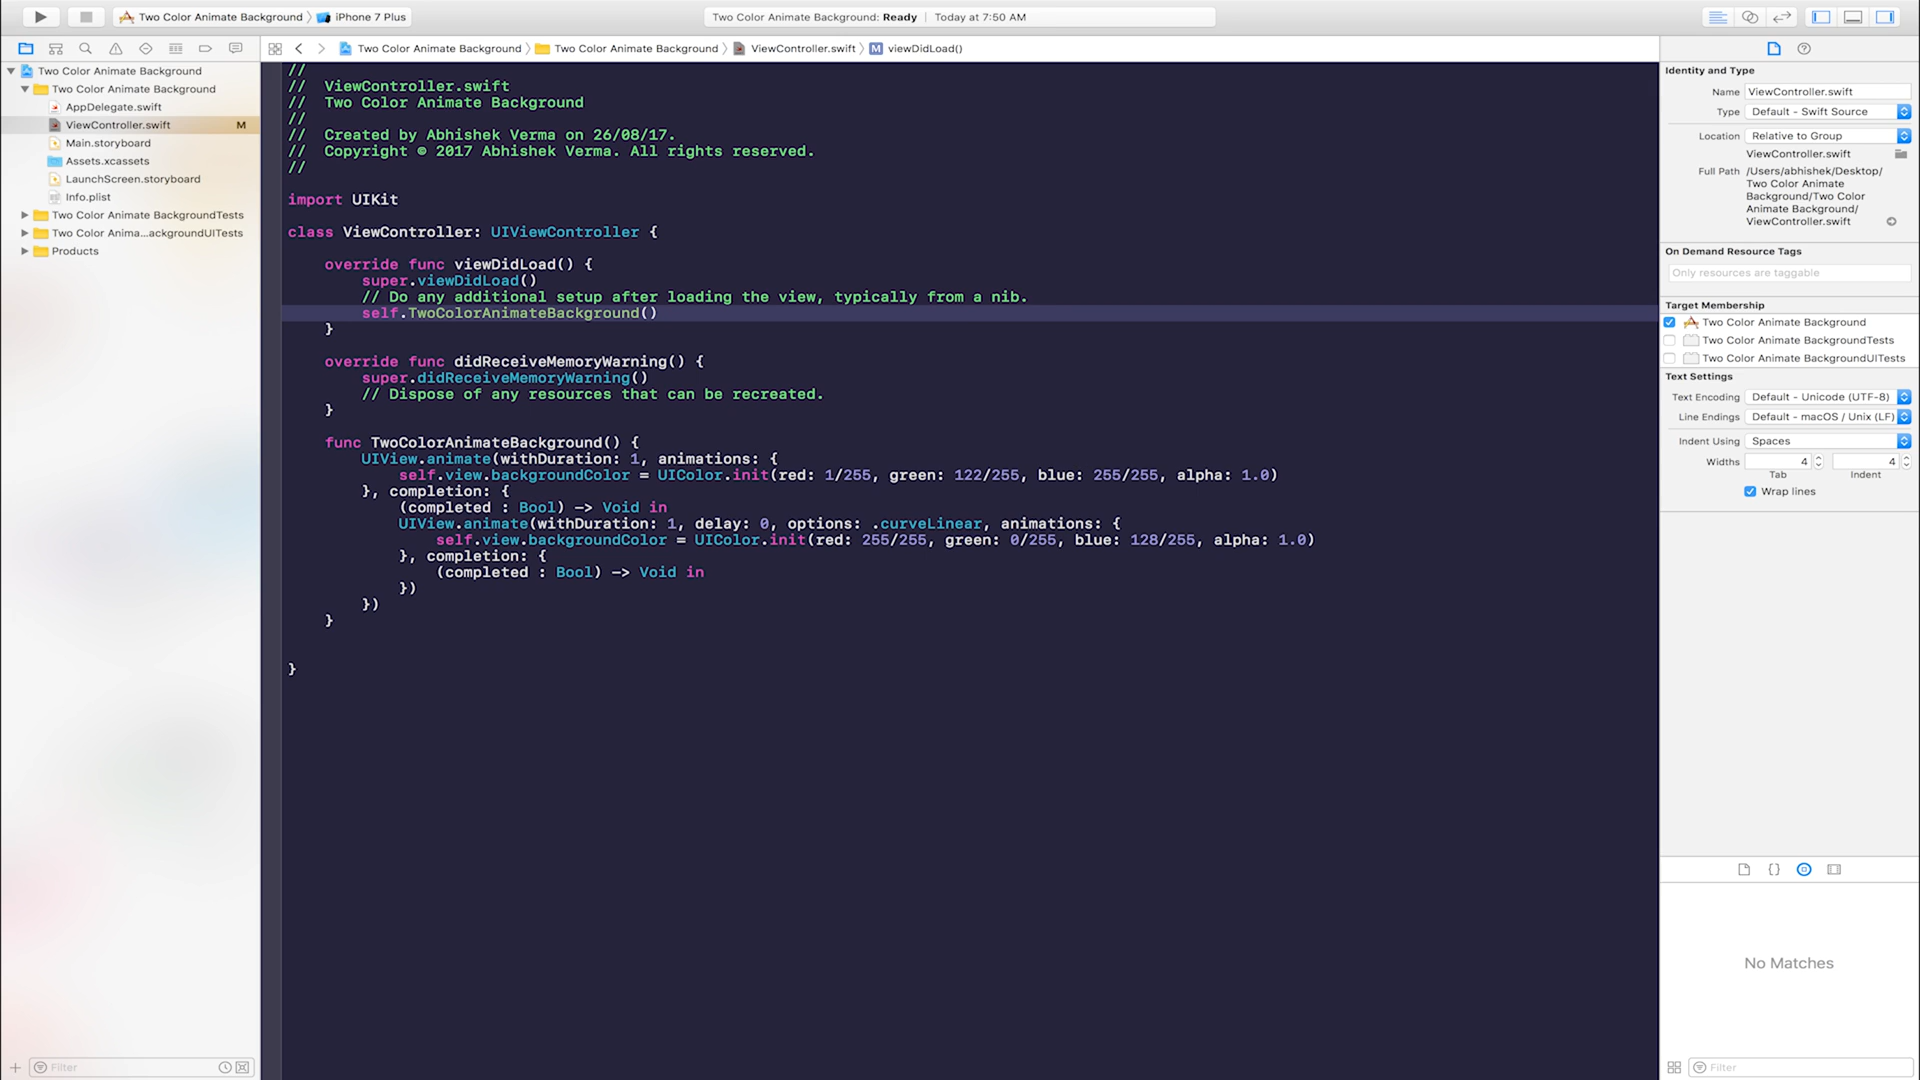 Two Color Animate Background 〉 iPhone 7 Plus
Two Color Animate Background: Ready | Today at 7:50 AM
Two Color Animate Background 〉 Two Color Animate Background 〉 ViewController.swift 〉 M viewDidLoad()
Two Color Animate Background
Two Color Animate Background
AppDelegate.swift
ViewController.swift M
Main.storyboard
Assets.xcassets
LaunchScreen.storyboard
Info.plist
Two Color Animate BackgroundTests
Two Color Anima...ackgroundUITests
Products
Filter
//
//  ViewController.swift
//  Two Color Animate Background
//
//  Created by Abhishek Verma on 26/08/17.
//  Copyright © 2017 Abhishek Verma. All rights reserved.
//
import UIKit
class ViewController: UIViewController {
override func viewDidLoad() {
super.viewDidLoad()
// Do any additional setup after loading the view, typically from a nib.
self.TwoColorAnimateBackground()
}
override func didReceiveMemoryWarning() {
super.didReceiveMemoryWarning()
// Dispose of any resources that can be recreated.
}
func TwoColorAnimateBackground() {
UIView.animate(withDuration: 1, animations: {
self.view.backgroundColor = UIColor.init(red: 1/255, green: 122/255, blue: 255/255, alpha: 1.0)
}, completion: {
(completed : Bool) -> Void in
UIView.animate(withDuration: 1, delay: 0, options: .curveLinear, animations: {
self.view.backgroundColor = UIColor.init(red: 255/255, green: 0/255, blue: 128/255, alpha: 1.0)
}, completion: {
(completed : Bool) -> Void in
})
})
}
}
Identity and Type
Name ViewController.swift
Type Default - Swift Source
Location Relative to Group
ViewController.swift
Full Path /Users/abhishek/Desktop/
Two Color Animate
Background/Two Color
Animate Background/
ViewController.swift
On Demand Resource Tags
Only resources are taggable
Target Membership
Two Color Animate Background
Two Color Animate BackgroundTests
Two Color Animate BackgroundUITests
Text Settings
Text Encoding Default - Unicode (UTF-8)
Line Endings Default - macOS / Unix (LF)
Indent Using Spaces
Widths 4 4
Tab Indent
Wrap lines
{}
No Matches
Filter